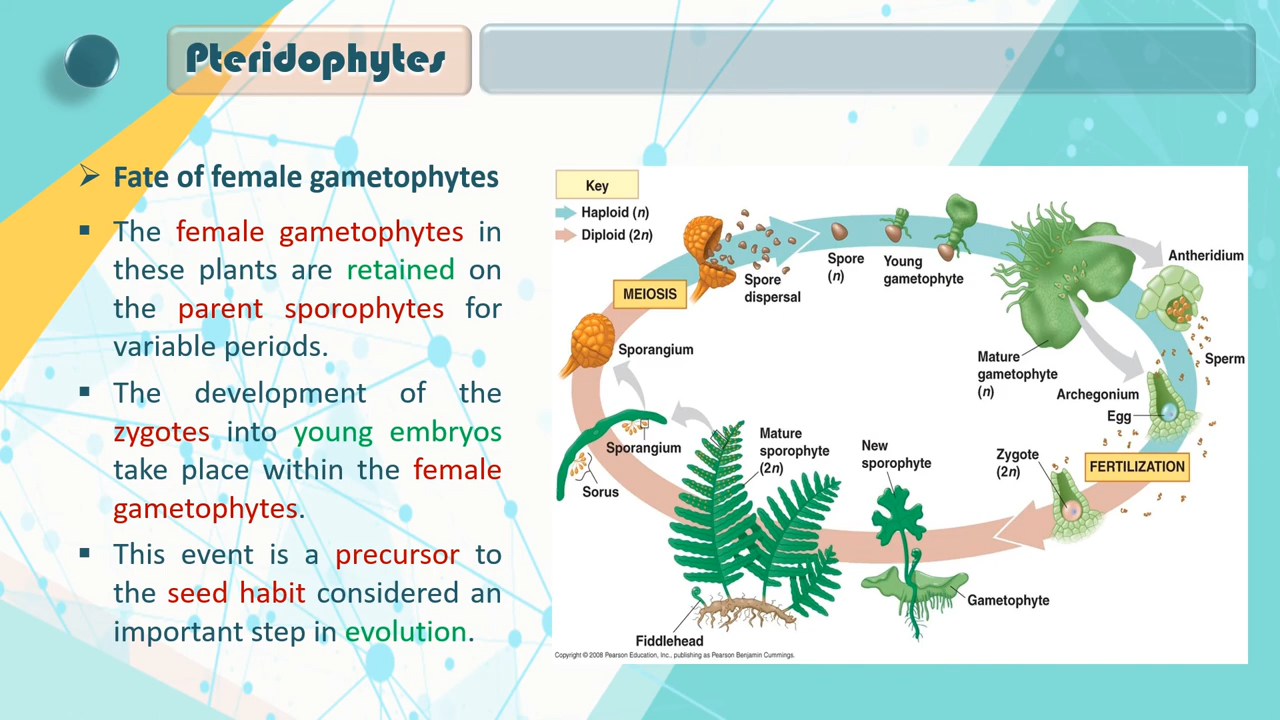 Pteridophytes
➢ Fate of female gametophytes
▪ The female gametophytes in
these plants are retained on
the parent sporophytes for
variable periods.
▪ The development of the
zygotes into young embryos
take place within the female
gametophytes.
▪ This event is a precursor to
the seed habit considered an
important step in evolution.
Key
Haploid (n)
Diploid (2n)
MEIOSIS
Spore
dispersal
Spore
(n)
Young
gametophyte
Antheridium
Sporangium
Mature
gametophyte
(n)
Sperm
Archegonium
Egg
Sporangium
Sorus
Mature
sporophyte
(2n)
New
sporophyte
Zygote
(2n)
FERTILIZATION
Gametophyte
Fiddlehead
Copyright © 2008 Pearson Education, Inc., publishing as Pearson Benjamin Cummings.